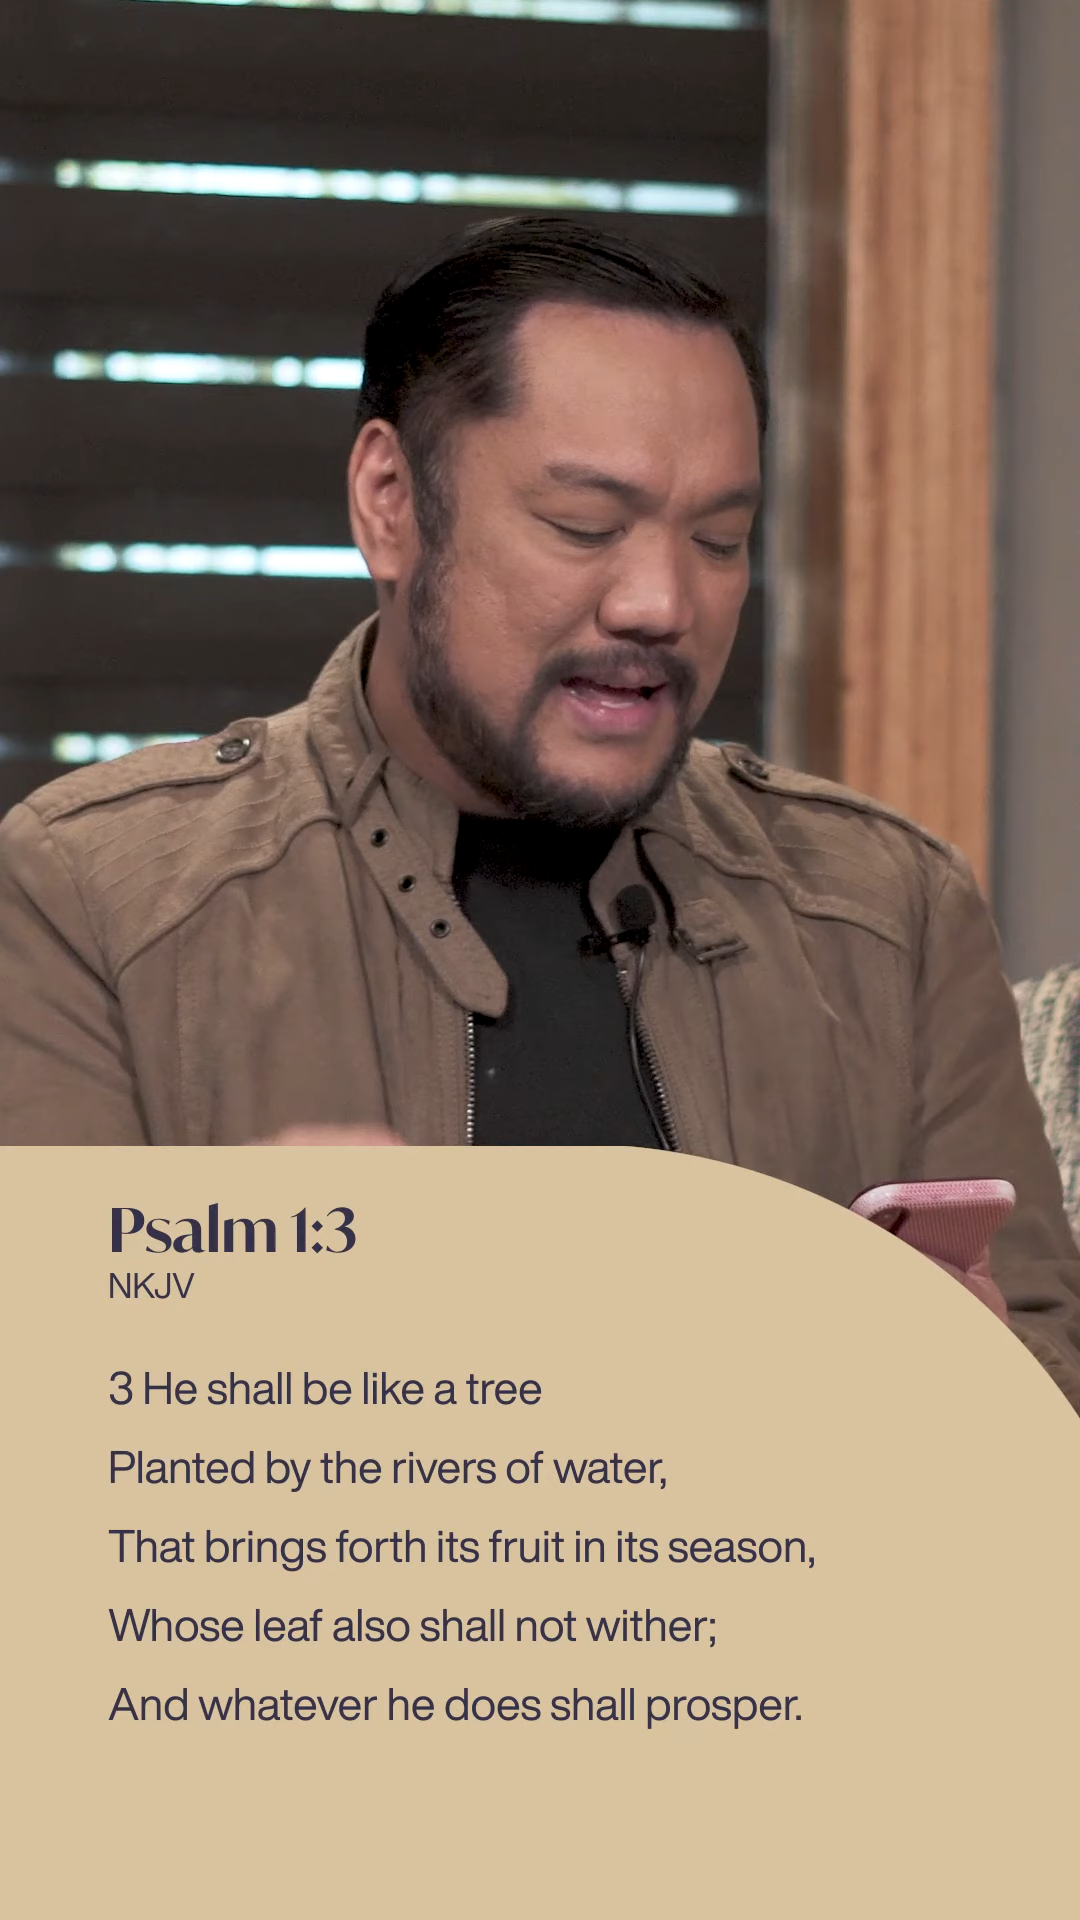 Psalm 1:3
NKJV
3 He shall be like a tree
Planted by the rivers of water,
That brings forth its fruit in its season,
Whose leaf also shall not wither;
And whatever he does shall prosper.